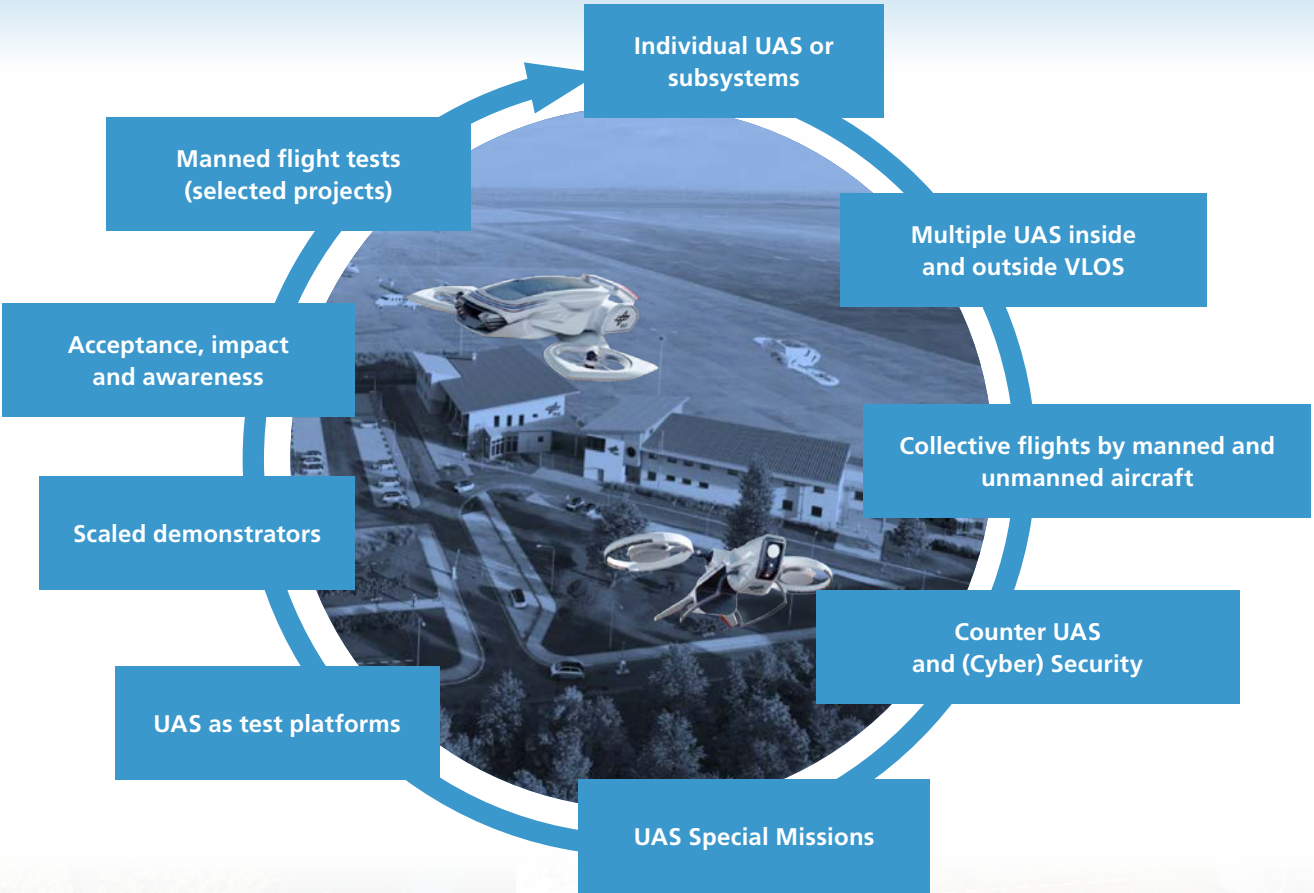 Individual UAS or
subsystems
Multiple UAS inside
and outside VLOS
Collective flights by manned and
unmanned aircraft
Counter UAS
and (Cyber) Security
UAS Special Missions
UAS as test platforms
Scaled demonstrators
Acceptance, impact
and awareness
Manned flight tests
(selected projects)